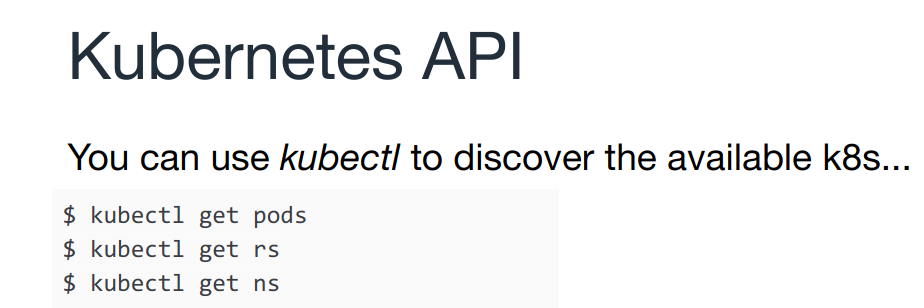 Kubernetes API
You can use kubectl to discover the available k8s...
$ kubectl get pods
$ kubectl get rs
$ kubectl get ns